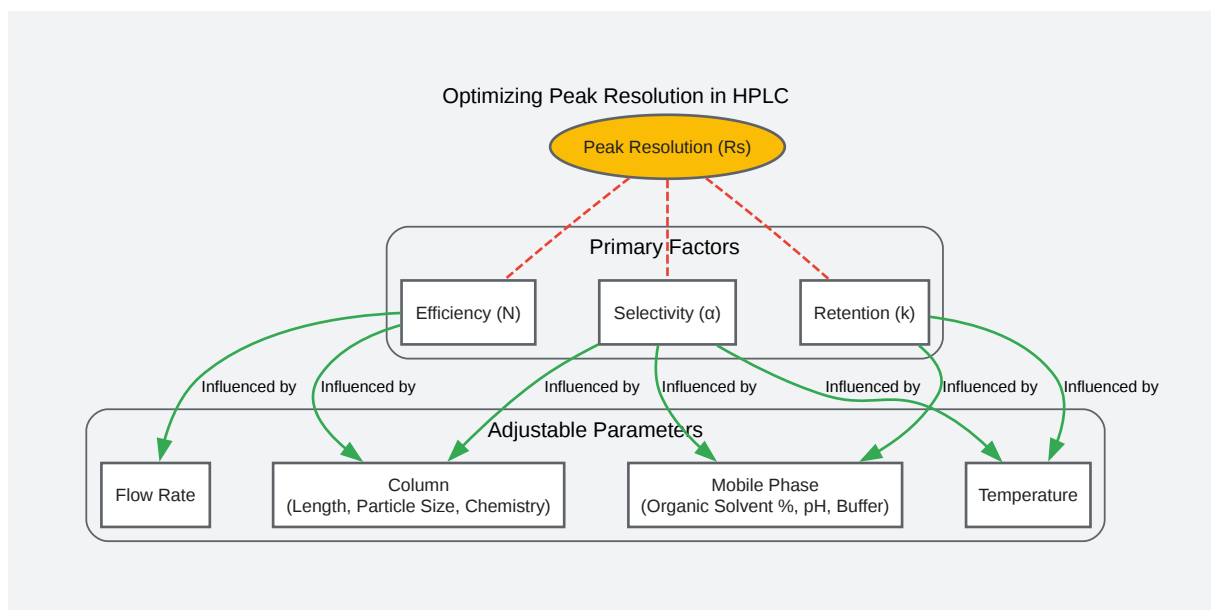 Optimizing Peak Resolution in HPLC
Peak Resolution (Rs)
Primary Factors
Efficiency (N)
Selectivity (α)
Retention (k)
Influenced by
Influenced by
Influenced by
Influenced by
Influenced by
Influenced by
Influenced by
Adjustable Parameters
Flow Rate
Column
(Length, Particle Size, Chemistry)
Mobile Phase
(Organic Solvent %, pH, Buffer)
Temperature